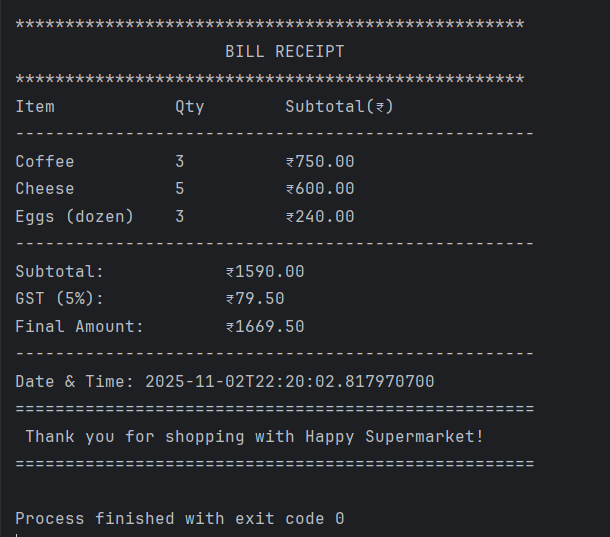 ***************************************************
                     BILL RECEIPT
***************************************************
Item            Qty        Subtotal(₹)
----------------------------------------------------
Coffee          3          ₹750.00
Cheese          5          ₹600.00
Eggs (dozen)    3          ₹240.00
----------------------------------------------------
Subtotal:            ₹1590.00
GST (5%):            ₹79.50
Final Amount:        ₹1669.50
----------------------------------------------------
Date & Time: 2025-11-02T22:20:02.817970700
====================================================
 Thank you for shopping with Happy Supermarket!
====================================================
Process finished with exit code 0